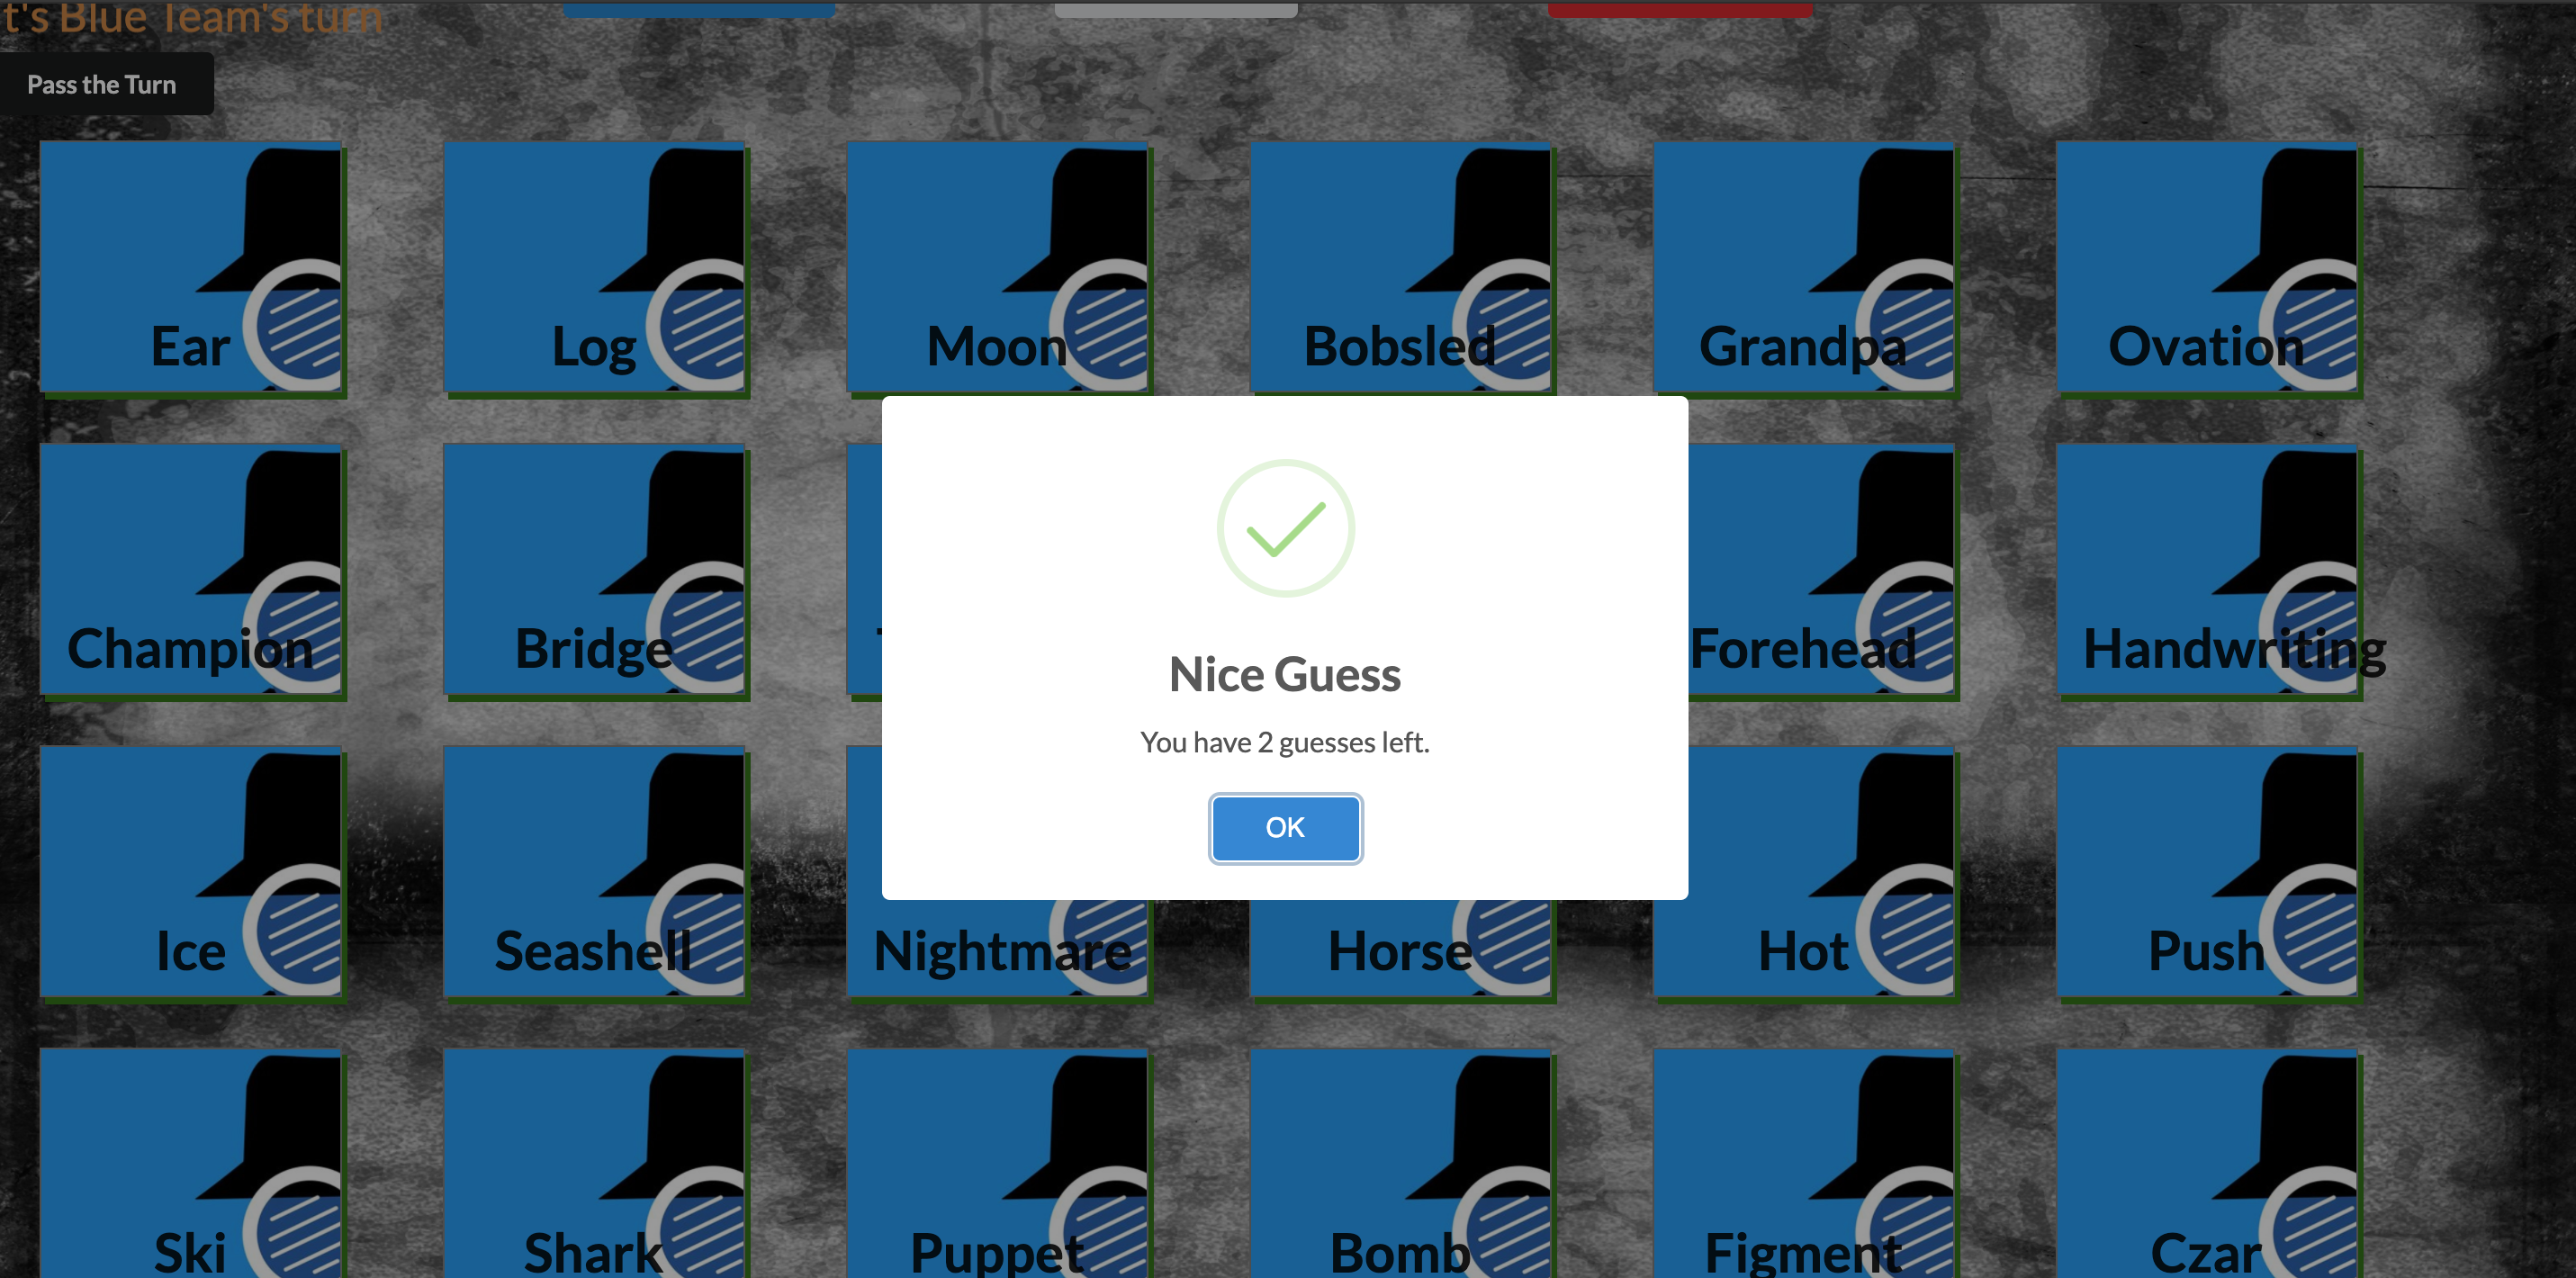 t's Blue Team's turn
Pass the Turn
Ear Log Moon Bobsled Grandpa Ovation
Champion Bridge Forehead Handwriting
Nice Guess
You have 2 guesses left.
OK
Ice Seashell Nightmare Horse Hot Push
Ski Shark Puppet Bomb Figment Czar